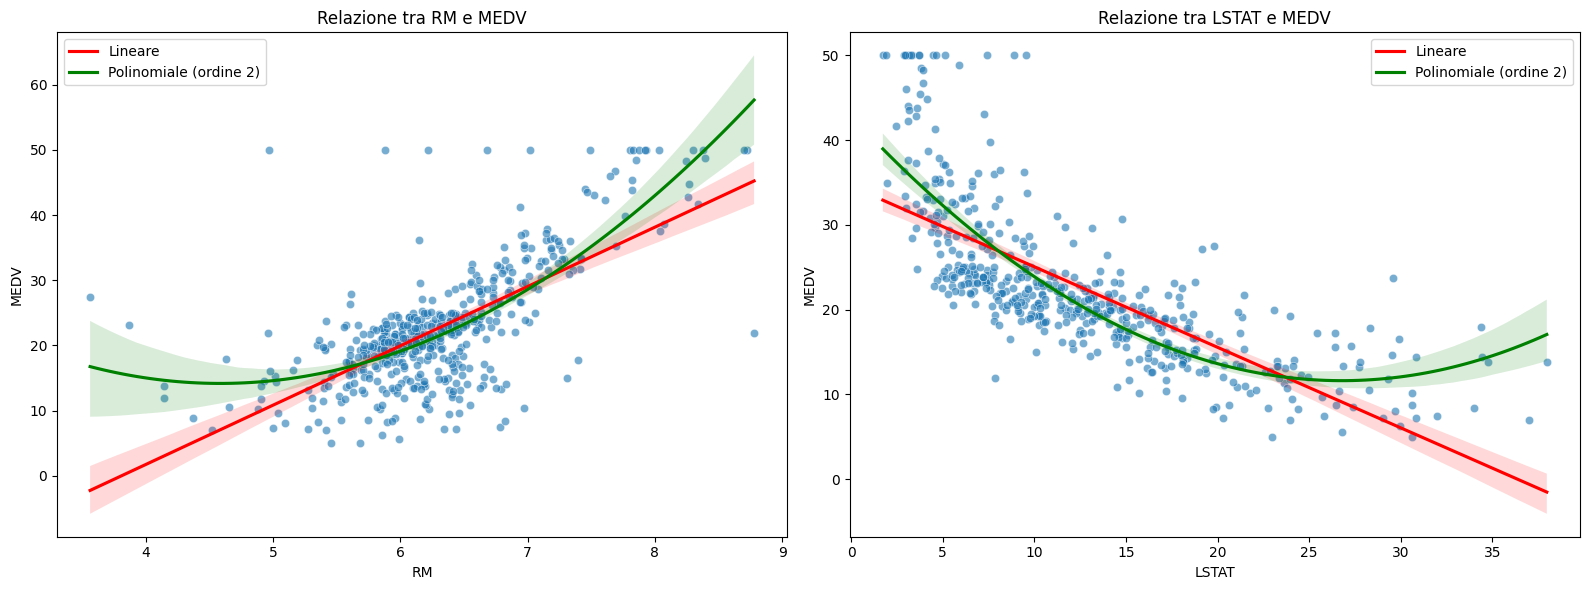 Relazione tra RM e MEDV
Lineare
Polinomiale (ordine 2)
MEDV
60
50
40
30
20
10
0
4
5
6
7
8
9
RM
Relazione tra LSTAT e MEDV
Lineare
Polinomiale (ordine 2)
MEDV
50
40
30
20
10
0
0
5
10
15
20
25
30
35
LSTAT